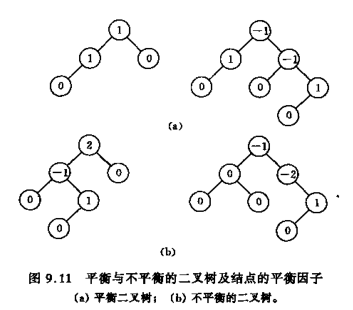 1 -1
1 0 1 -1
0 0 0 1
0
(a)
2 -1
-1 0 0 -2
0 1 0 0 1
0 0
(b)
图 9.11 平衡与不平衡的二叉树及结点的平衡因子
(a) 平衡二叉树； (b) 不平衡的二叉树。